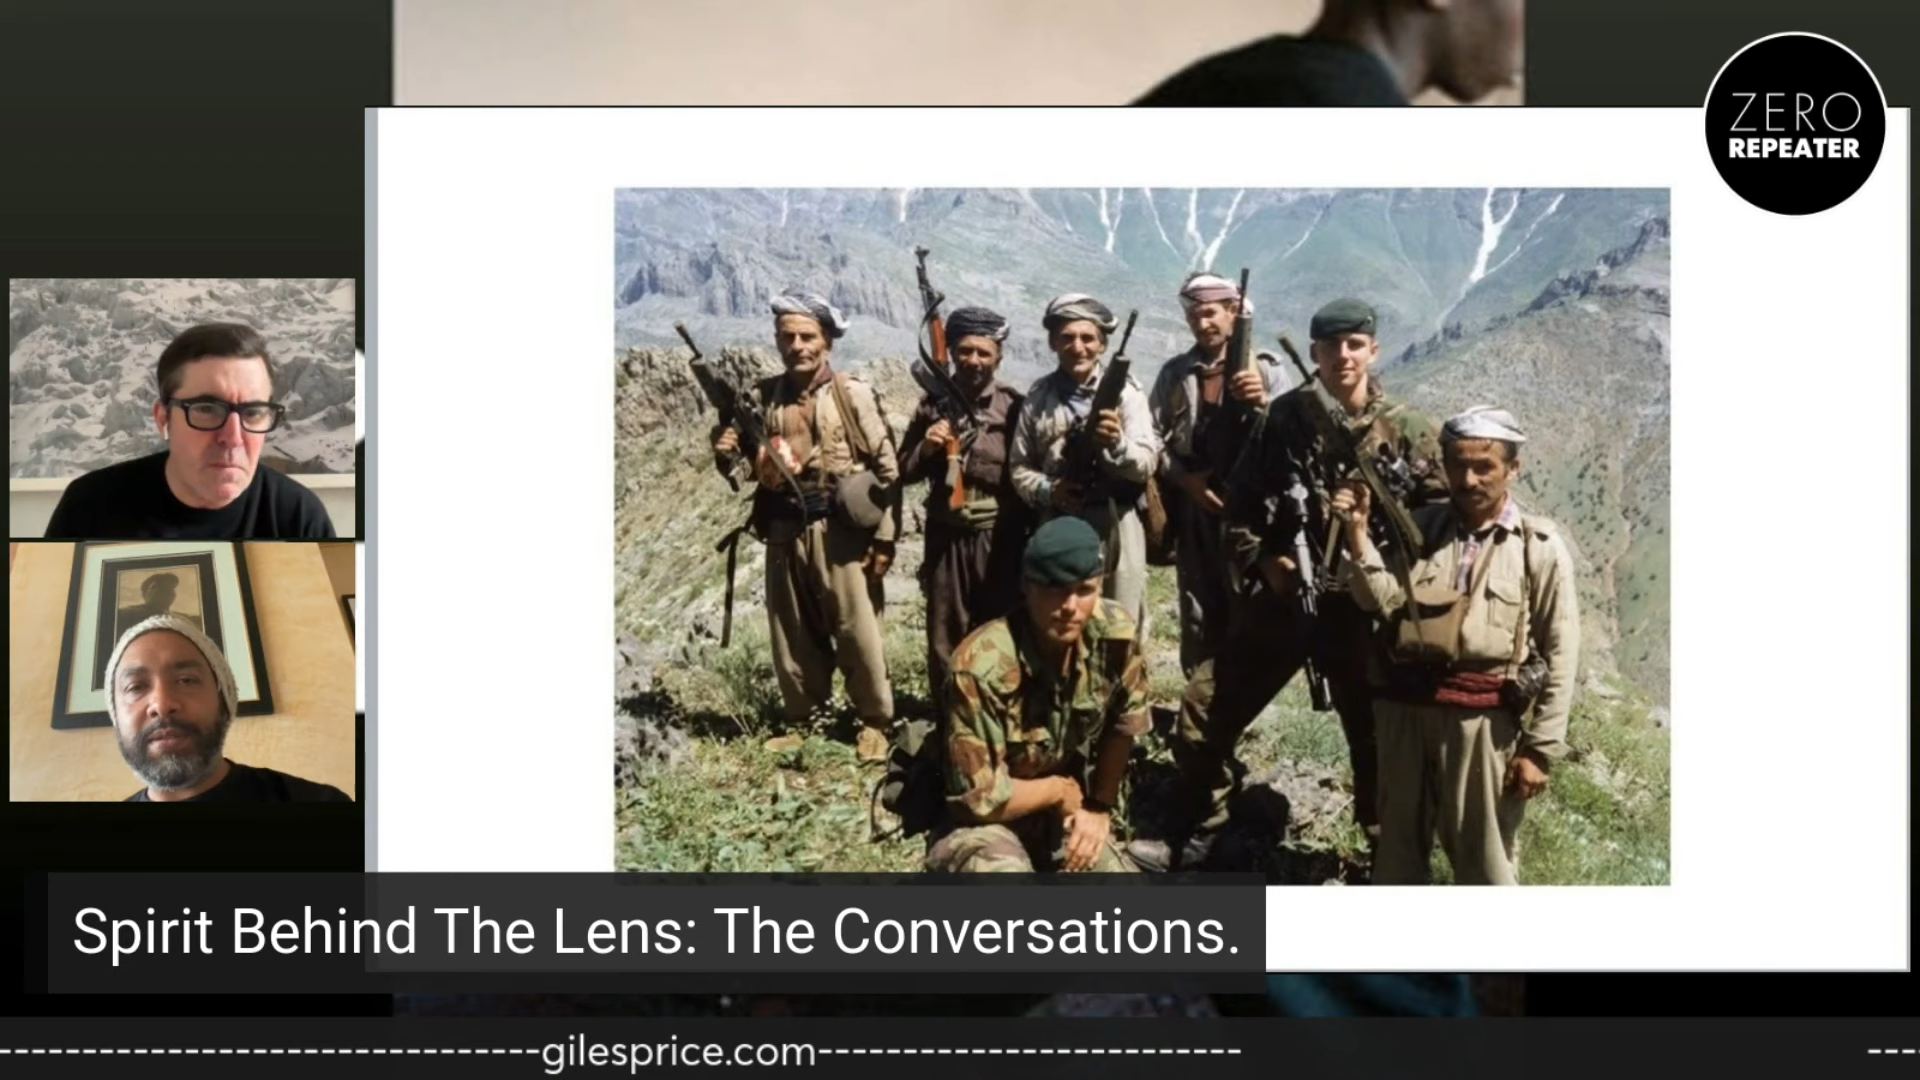 ZERO
REPEATER
Spirit Behind The Lens: The Conversations.
------------------------------gilesprice.com------------------------- ---